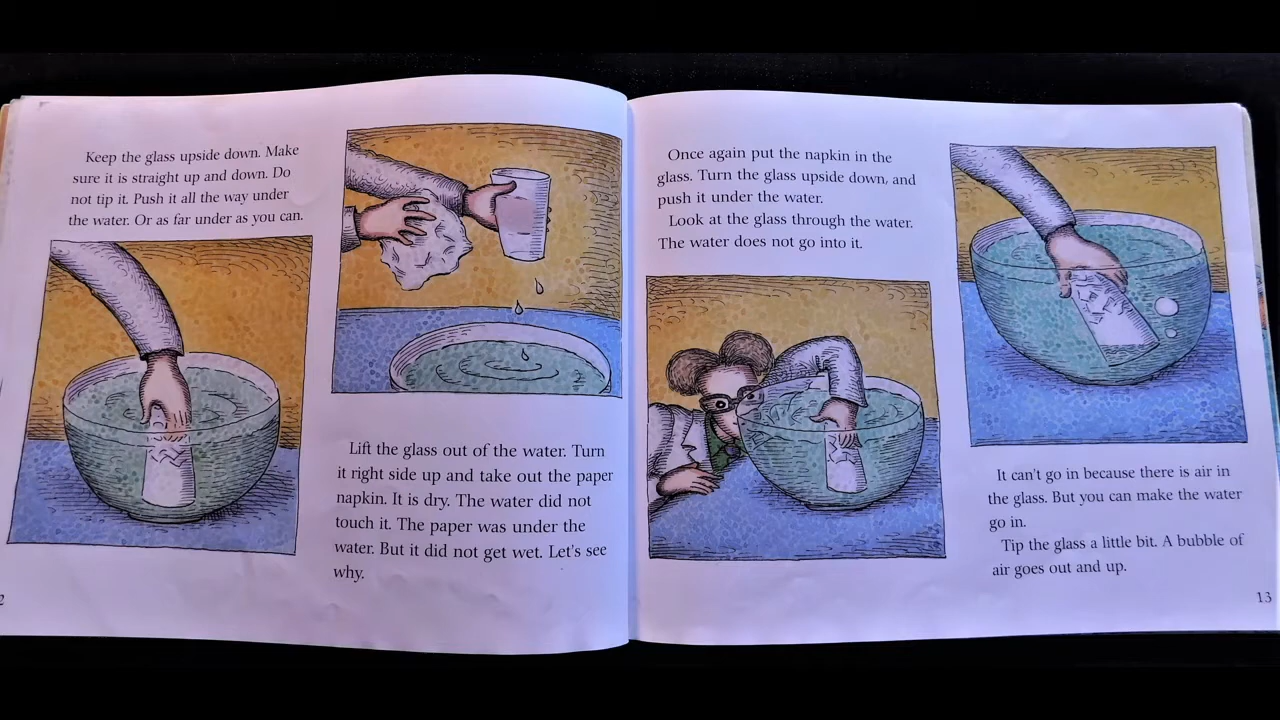 Keep the glass upside down. Make
sure it is straight up and down. Do
not tip it. Push it all the way under
the water. Or as far under as you can.
Lift the glass out of the water. Turn
it right side up and take out the paper
napkin. It is dry. The water did not
touch it. The paper was under the
water. But it did not get wet. Let's see
why.
2
Once again put the napkin in the
glass. Turn the glass upside down, and
push it under the water.
Look at the glass through the water.
The water does not go into it.
It can't go in because there is air in
the glass. But you can make the water
go in.
Tip the glass a little bit. A bubble of
air goes out and up.
13